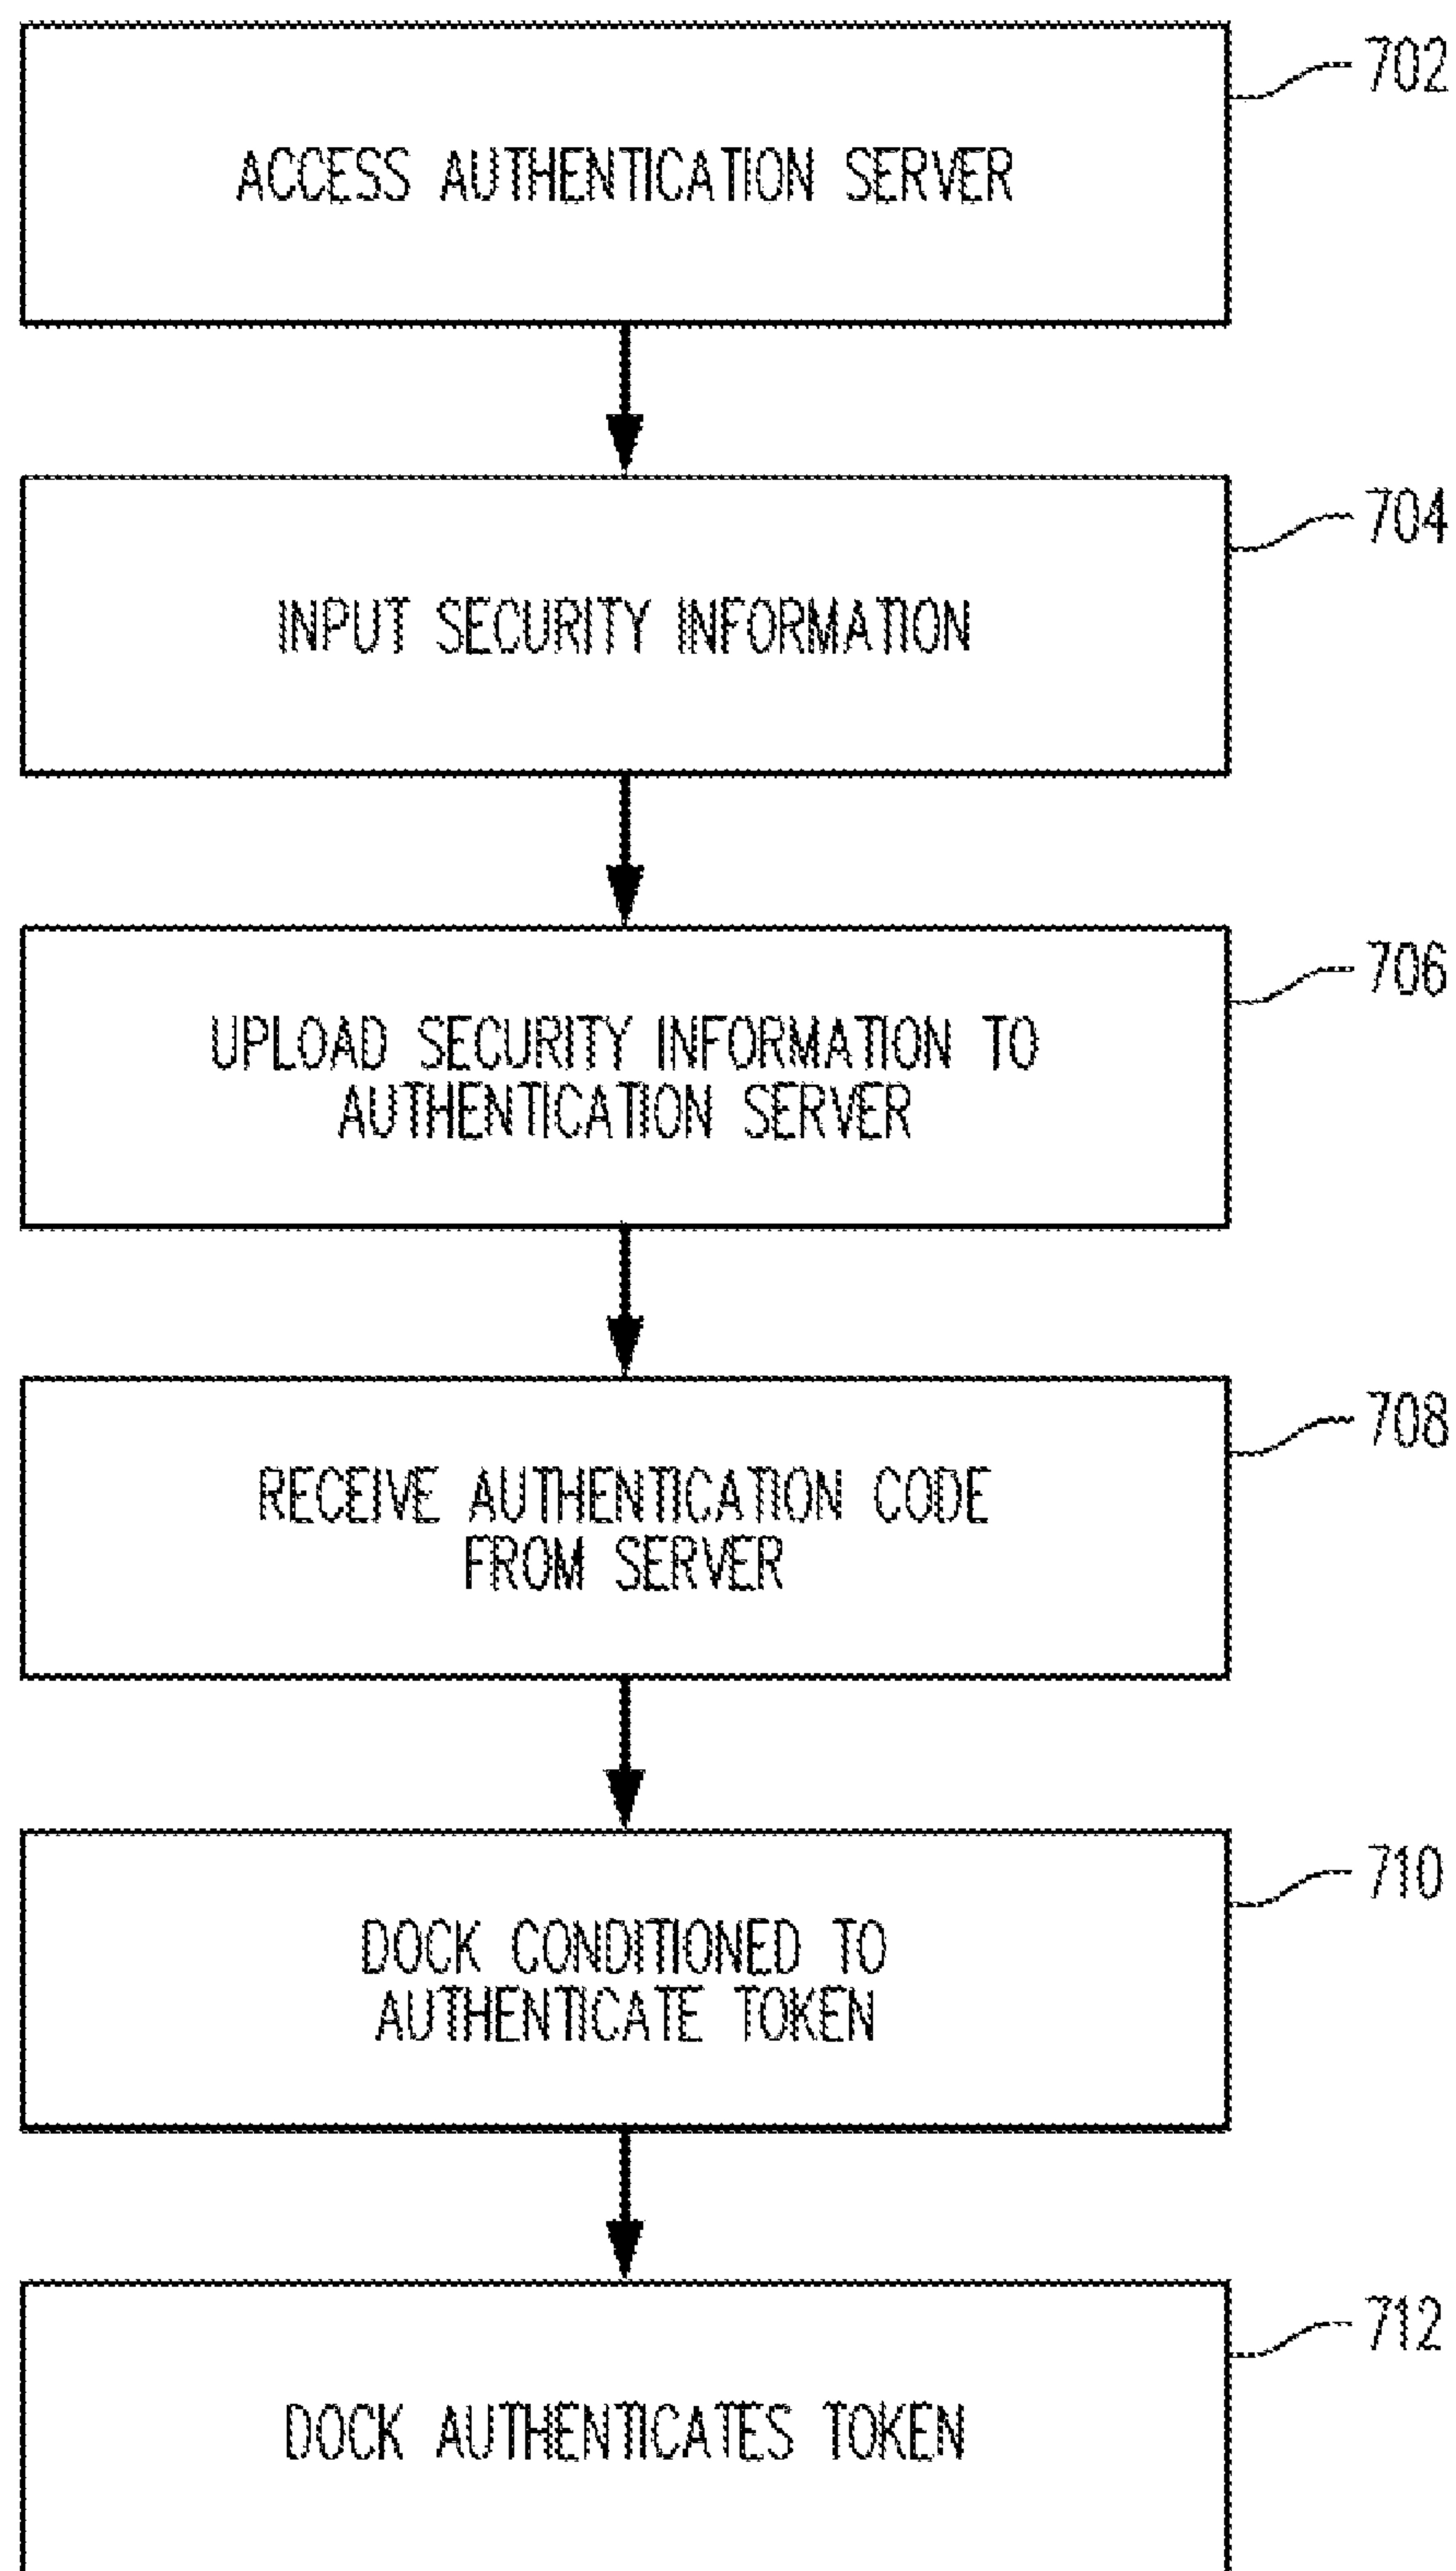 702
ACCESS AUTHENTICATION SERVER
704
INPUT SECURITY INFORMATION
706
UPLOAD SECURITY INFORMATION TO
AUTHENTICATION SERVER
708
RECEIVE AUTHENTICATION CODE
FROM SERVER
710
DOCK CONDITIONED TO
AUTHENTICATE TOKEN
712
DOCK AUTHENTICATES TOKEN